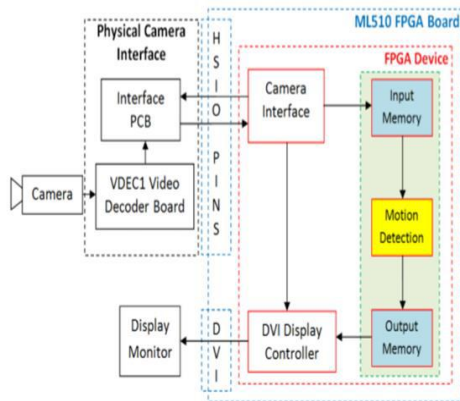 ML510 FPGA Board
Physical Camera
Interface
H
S
I
O
P
I
N
S
FPGA Device
Interface
PCB
Camera
Interface
Input
Memory
Camera
VDEC1 Video
Decoder Board
Motion
Detection
Display
Monitor
D
V
I
DVI Display
Controller
Output
Memory